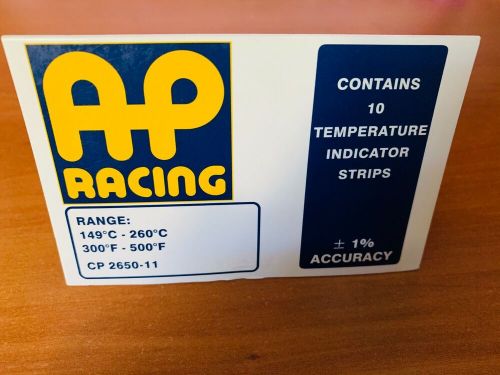 AP
RACING
RANGE:
149°C - 260°C
300°F - 500°F
CP 2650-11
CONTAINS
10
TEMPERATURE
INDICATOR
STRIPS
± 1%
ACCURACY